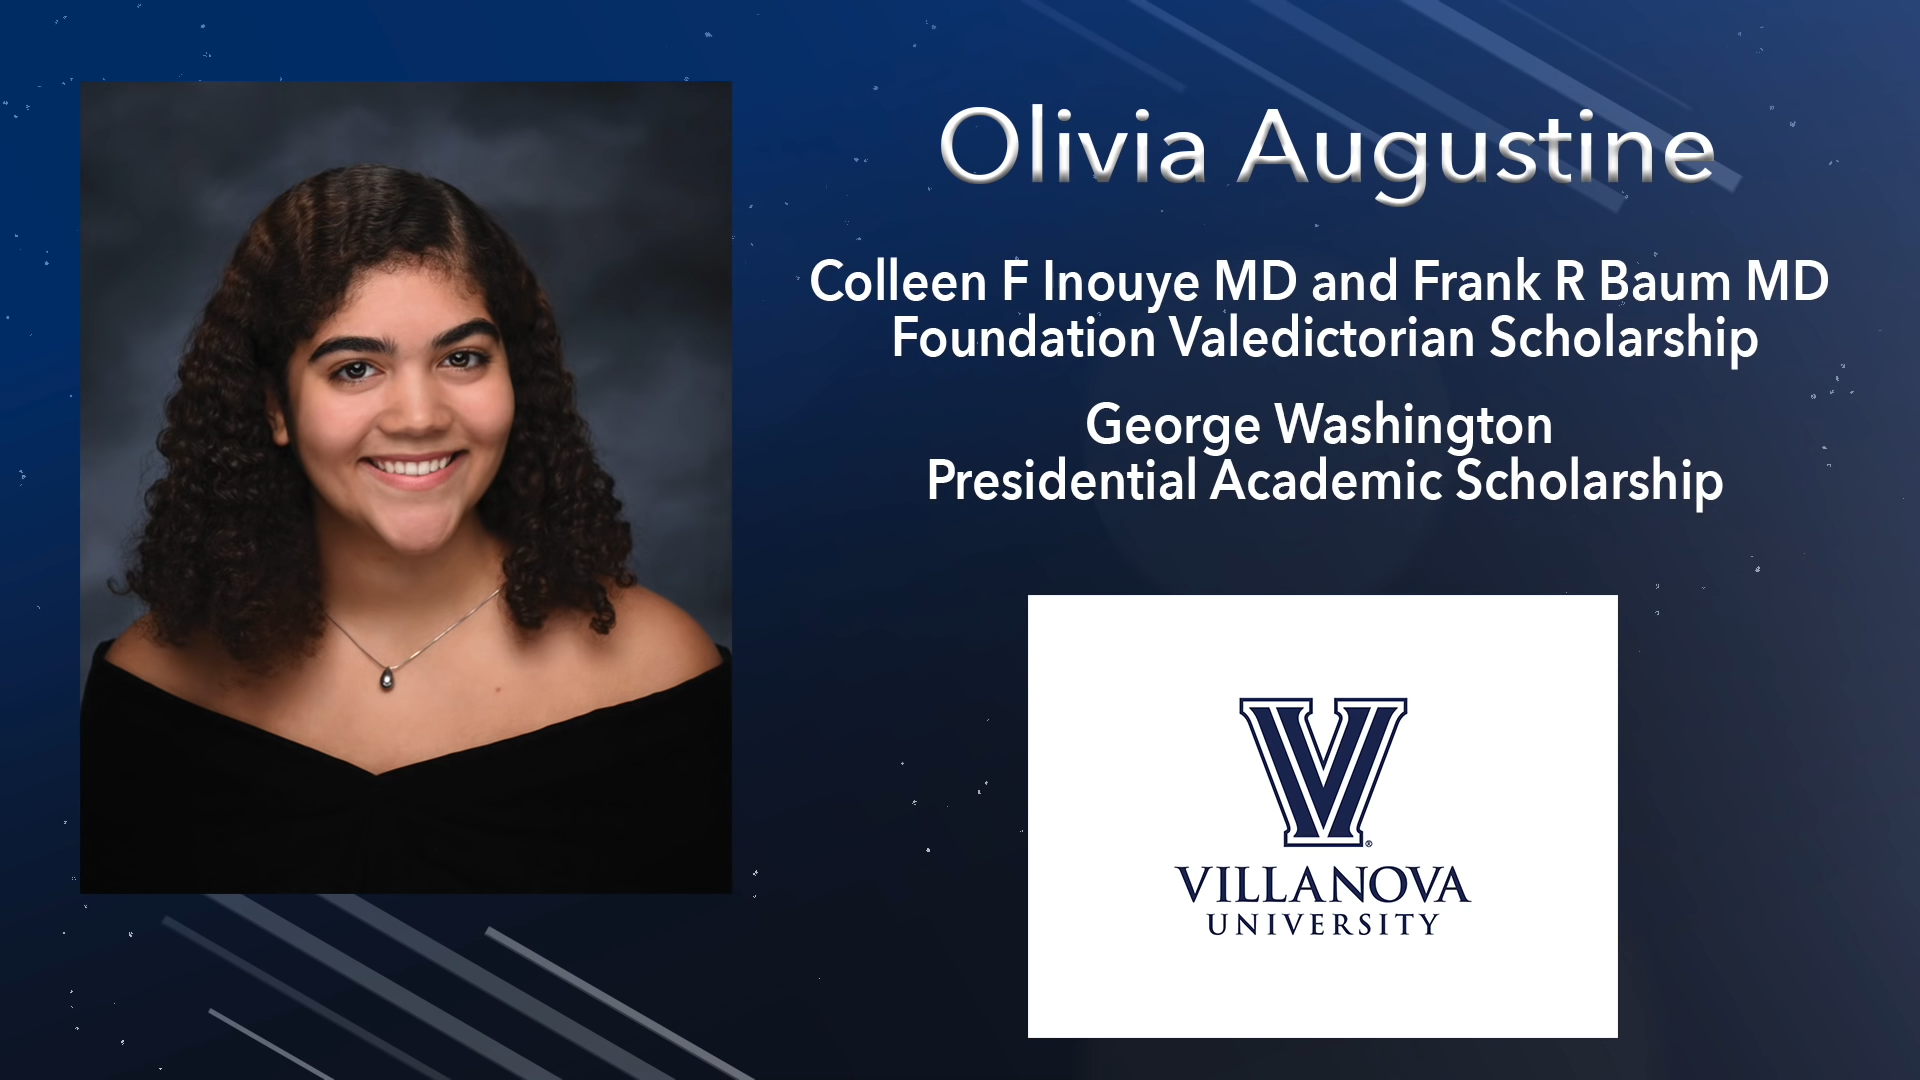 Olivia Augustine
Colleen F Inouye MD and Frank R Baum MD
Foundation Valedictorian Scholarship
George Washington
Presidential Academic Scholarship
V®
VILLANOVA
UNIVERSITY